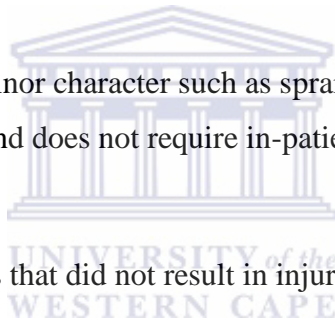 inor character such as sprai
nd does not require in-patie
s that did not result in injur
UNIVERSITY of the
WESTERN CAPE